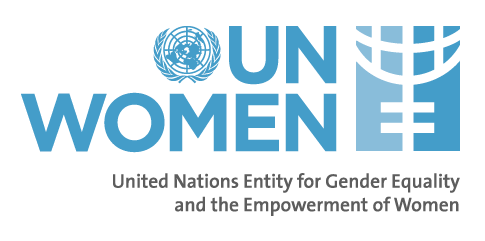 UN
WOMEN
United Nations Entity for Gender Equality
and the Empowerment of Women